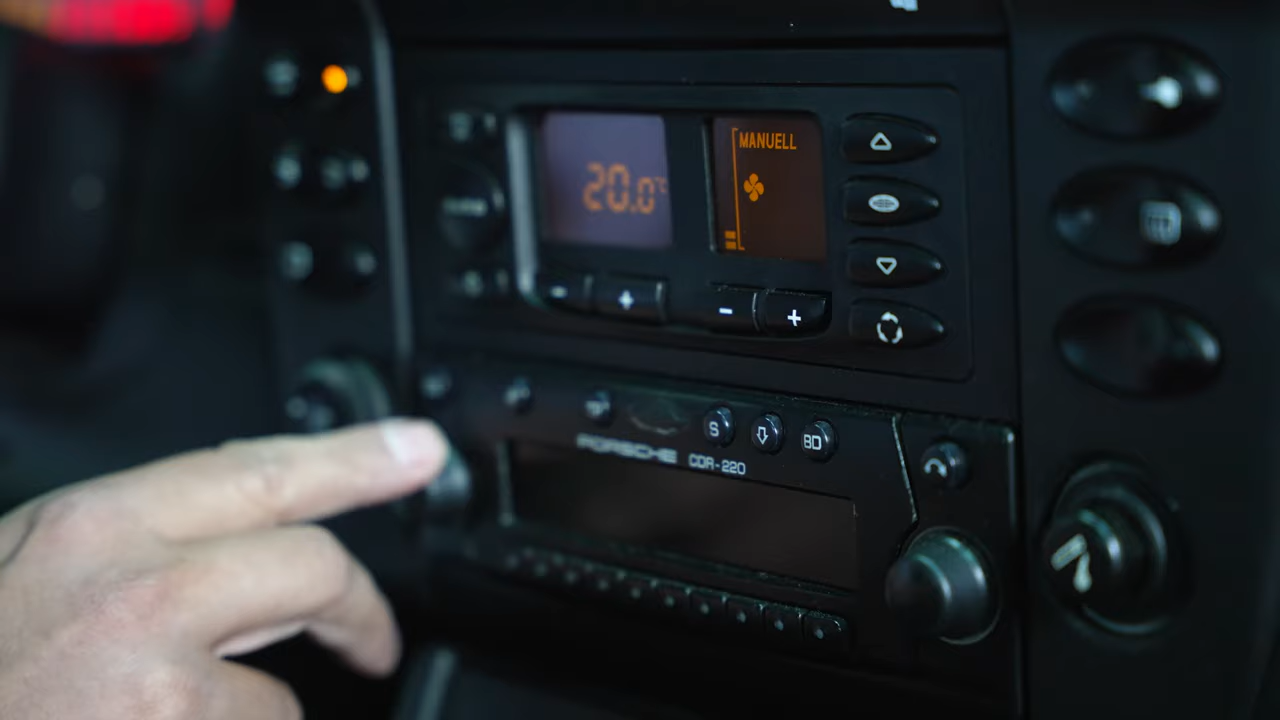 20.0°C
MANUELL
- + - +
S
BD
PORSCHE CDR-220